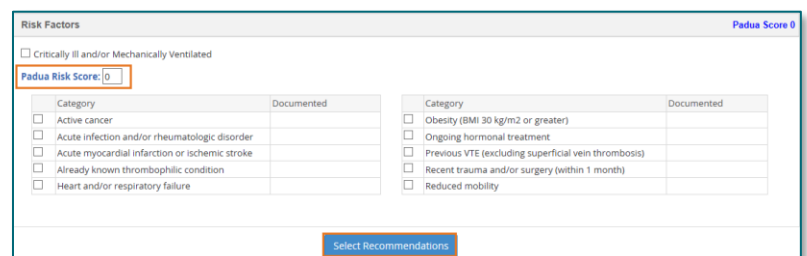 Risk Factors Padua Score 0
Critically Ill and/or Mechanically Ventilated
Padua Risk Score: 0
Category Documented
Active cancer
Acute infection and/or rheumatologic disorder
Acute myocardial infarction or ischemic stroke
Already known thrombophilic condition
Heart and/or respiratory failure
Category Documented
Obesity (BMI 30 kg/m2 or greater)
Ongoing hormonal treatment
Previous VTE (excluding superficial vein thrombosis)
Recent trauma and/or surgery (within 1 month)
Reduced mobility
Select Recommendations